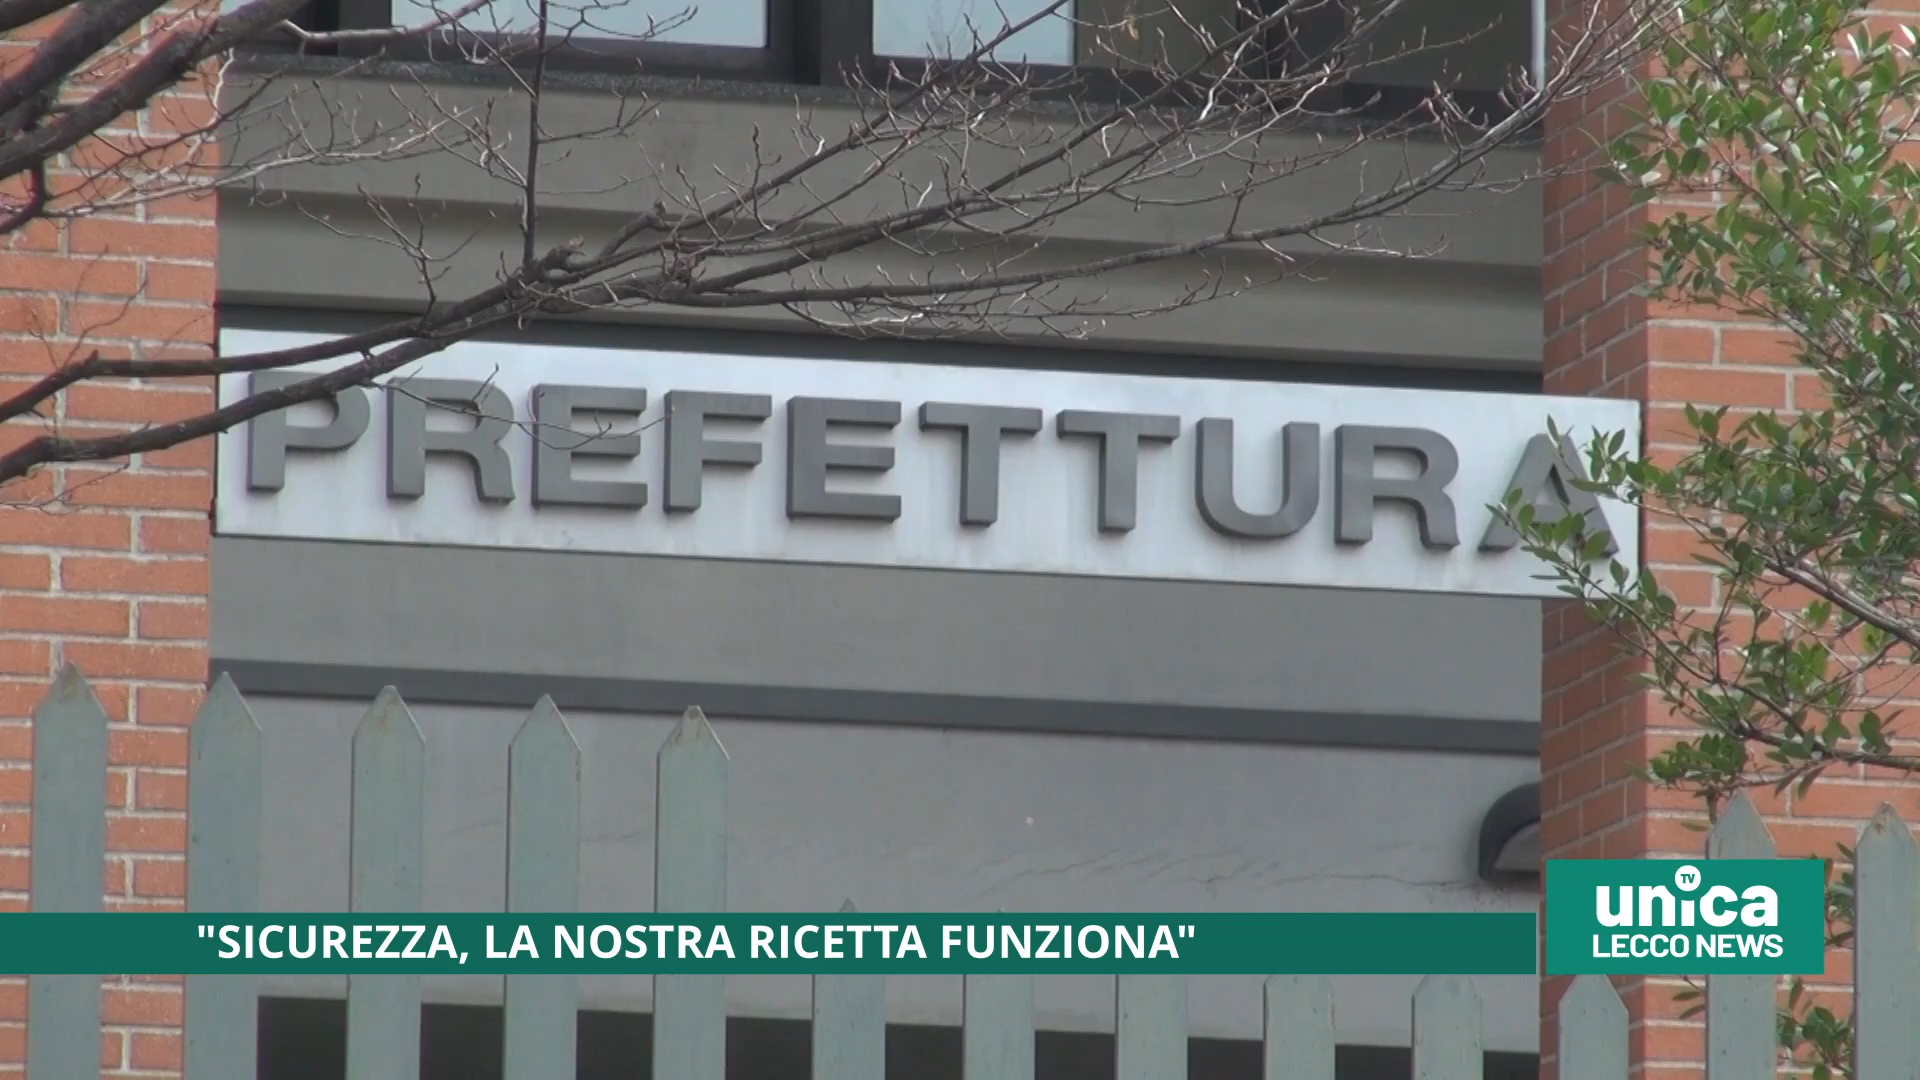 PREFETTURA
"SICUREZZA, LA NOSTRA RICETTA FUNZIONA"
TV
unica
LECCO NEWS